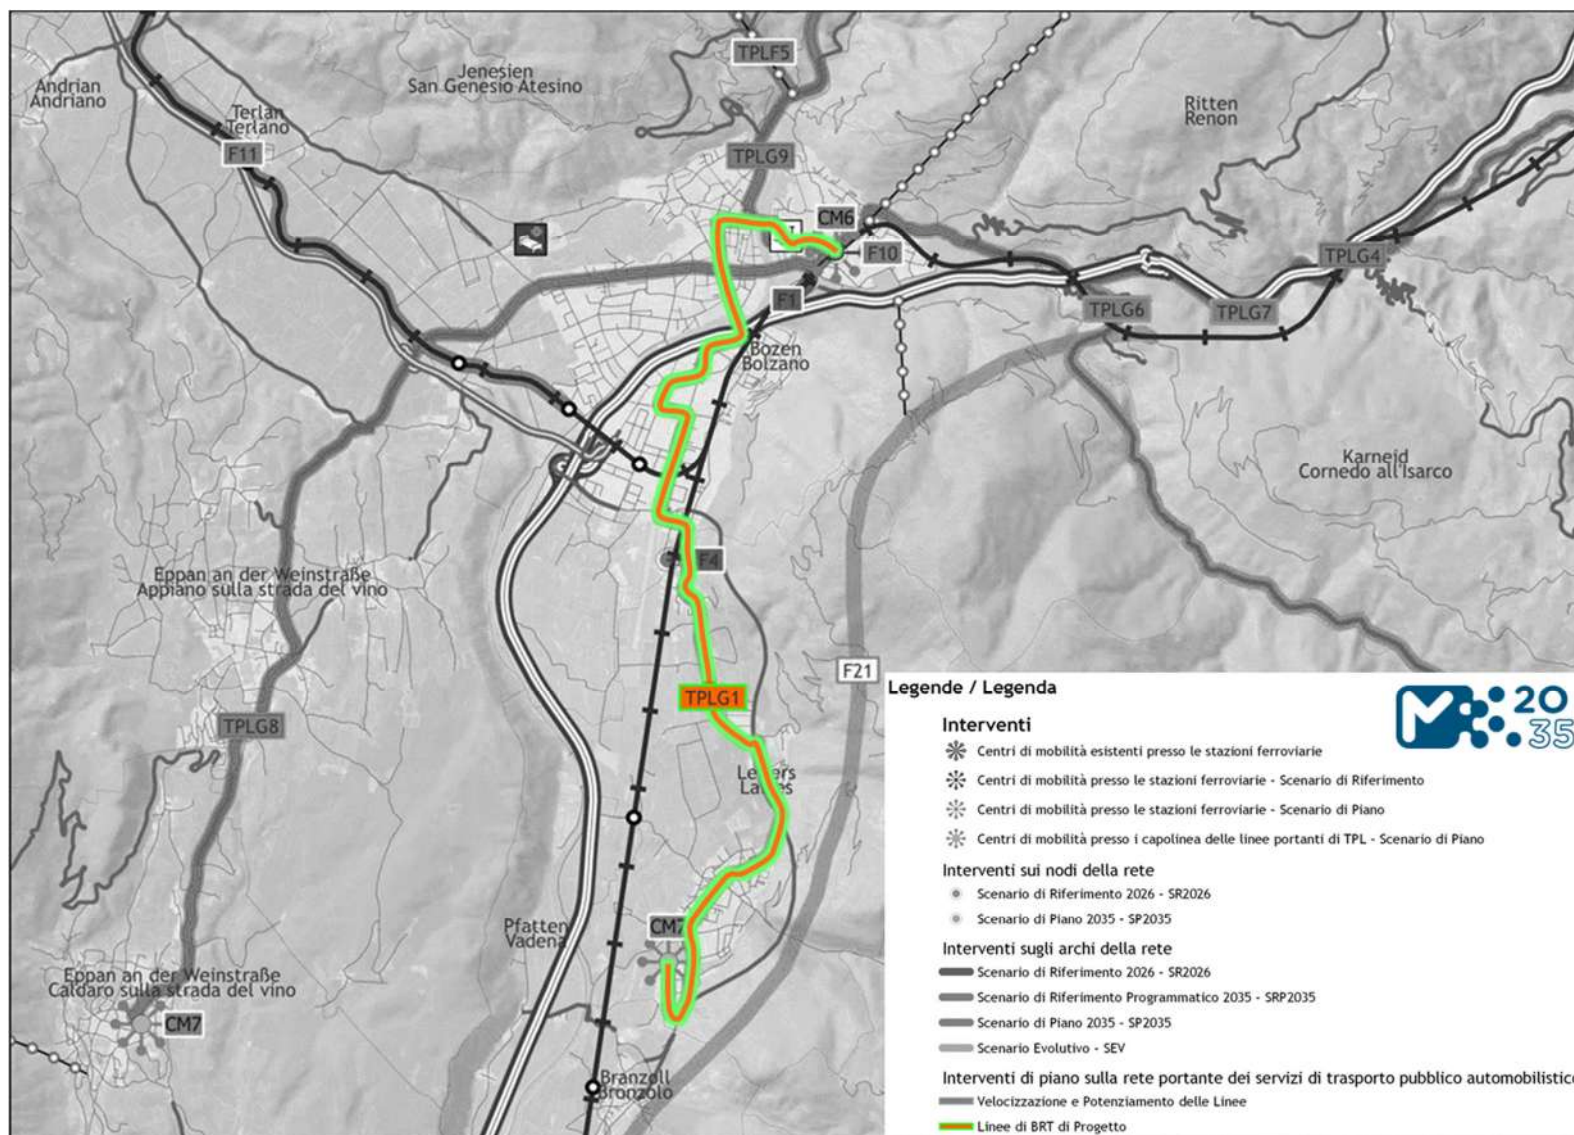 TPLF5
Jenesien
San Genesio Atesino
Andrian
Andriano
Terlan
Terlano
Ritten
Renon
F11
TPLG9
CM6
F10
TPLG4
F1
TPLG6
TPLG7
Bozen
Bolzano
Karneid
Cornedo all'Isarco
F4
Eppan an der Weinstraße
Appiano sulla strada del vino
F21
TPLG1
TPLG8
CM7
Pfatten
Vadena
Eppan an der Weinstraße
Caldaro sulla strada del vino
CM7
Branzoll
Bronzolo
Legende / Legenda
20
35
Interventi
Centri di mobilità esistenti presso le stazioni ferroviarie
Centri di mobilità presso le stazioni ferroviarie - Scenario di Riferimento
Centri di mobilità presso le stazioni ferroviarie - Scenario di Piano
Centri di mobilità presso i capolinea delle linee portanti di TPL - Scenario di Piano
Interventi sui nodi della rete
Scenario di Riferimento 2026 - SR2026
Scenario di Piano 2035 - SP2035
Interventi sugli archi della rete
Scenario di Riferimento 2026 - SR2026
Scenario di Riferimento Programmatico 2035 - SRP2035
Scenario di Piano 2035 - SP2035
Scenario Evolutivo - SEV
Interventi di piano sulla rete portante dei servizi di trasporto pubblico automobilistico
Velocizzazione e Potenziamento delle Linee
Linee di BRT di Progetto